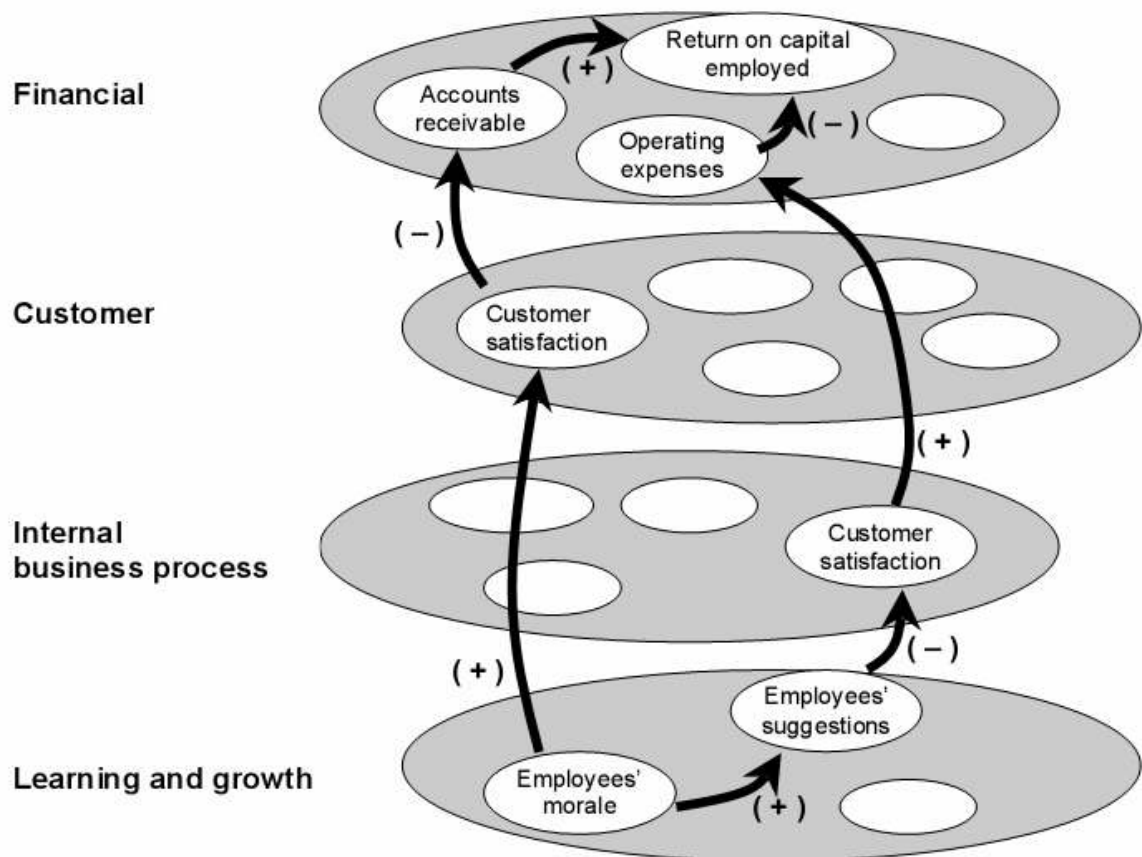 Financial
Return on capital
employed
( + )
Accounts
receivable
( – )
Operating
expenses
( – )
Customer
Customer
satisfaction
( + )
Internal
business process
Customer
satisfaction
( – )
( + )
Employees'
suggestions
Learning and growth
Employees'
morale
( + )